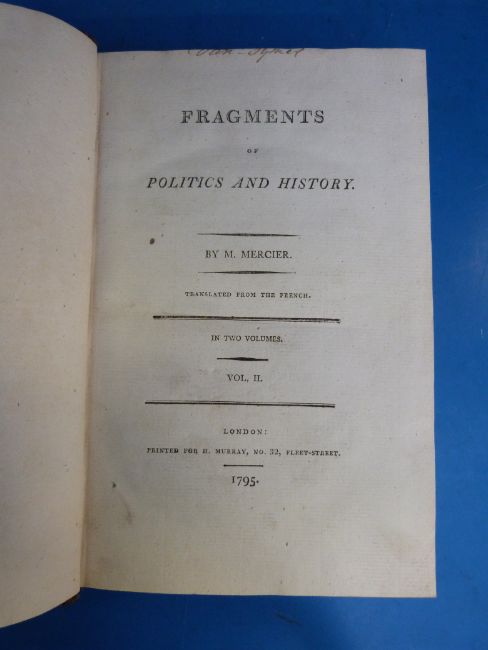 FRAGMENTS
OF
POLITICS AND HISTORY.
BY M. MERCIER.
TRANSLATED FROM THE FRENCH.
IN TWO VOLUMES.
VOL. II.
LONDON:
PRINTED FOR H. MURRAY, NO. 32, FLEET-STREET.
1795.